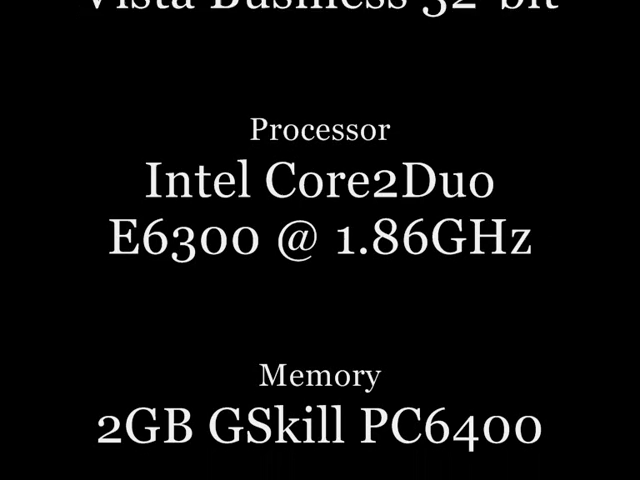 Vista Business 32-bit
Processor
Intel Core2Duo
E6300 @ 1.86GHz
Memory
2GB GSkill PC6400